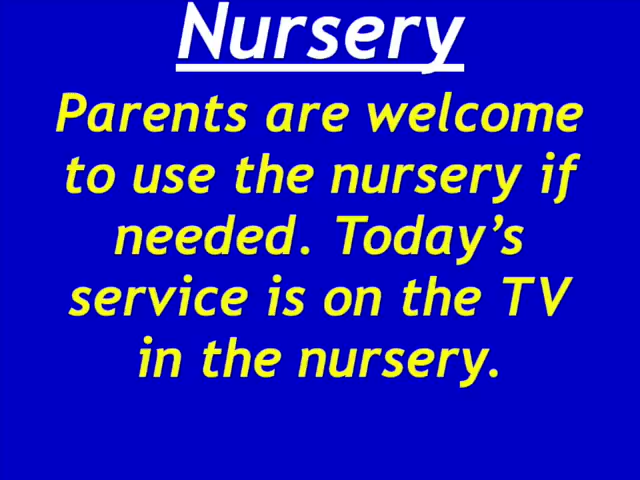 Nursery
Parents are welcome
to use the nursery if
needed. Today’s
service is on the TV
in the nursery.